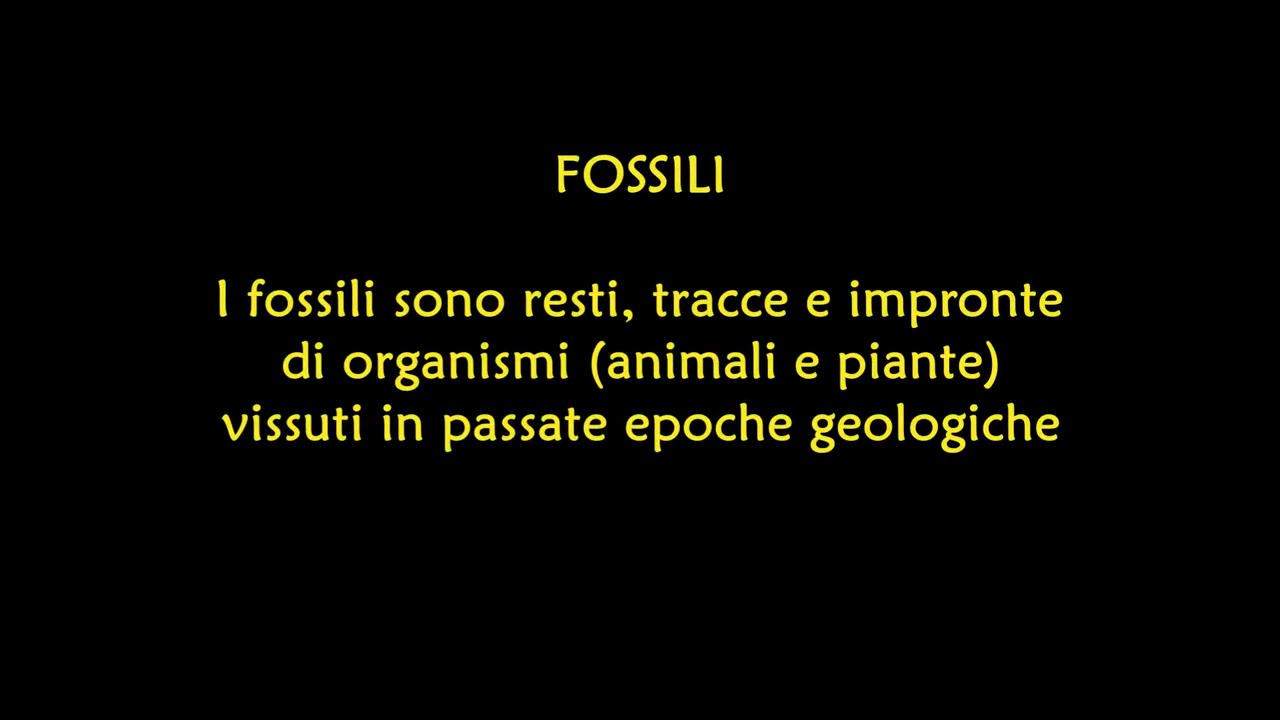 FOSSILI
I fossili sono resti, tracce e impronte
di organismi (animali e piante)
vissuti in passate epoche geologiche